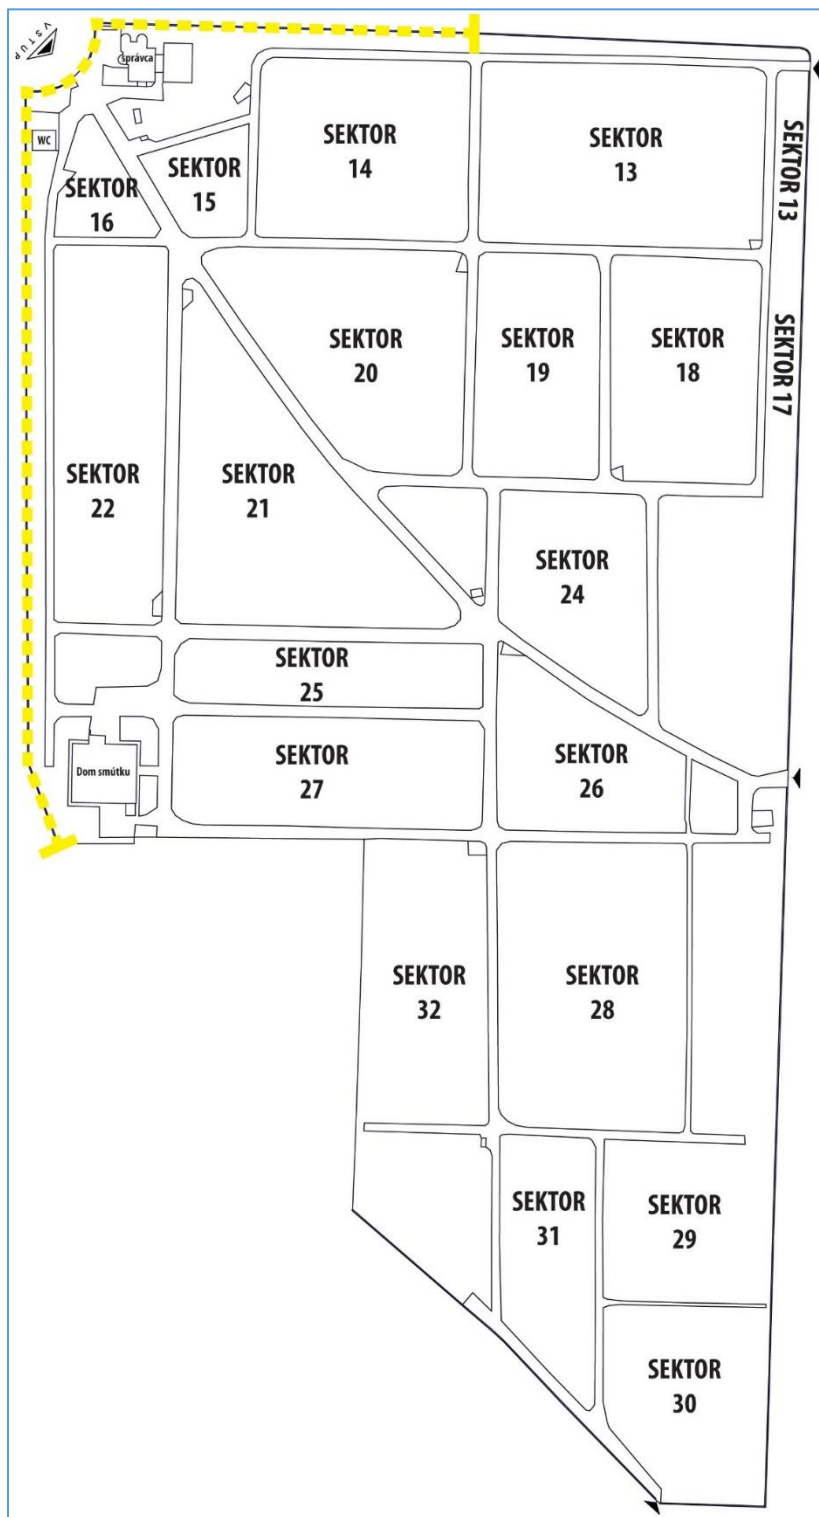 VSTUP
Správca
WC
SEKTOR
14
SEKTOR
13
SEKTOR 13
SEKTOR
15
SEKTOR
16
SEKTOR
20
SEKTOR
19
SEKTOR
18
SEKTOR 17
SEKTOR
22
SEKTOR
21
SEKTOR
24
SEKTOR
25
SEKTOR
27
SEKTOR
26
Dom smútku
SEKTOR
32
SEKTOR
28
SEKTOR
31
SEKTOR
29
SEKTOR
30